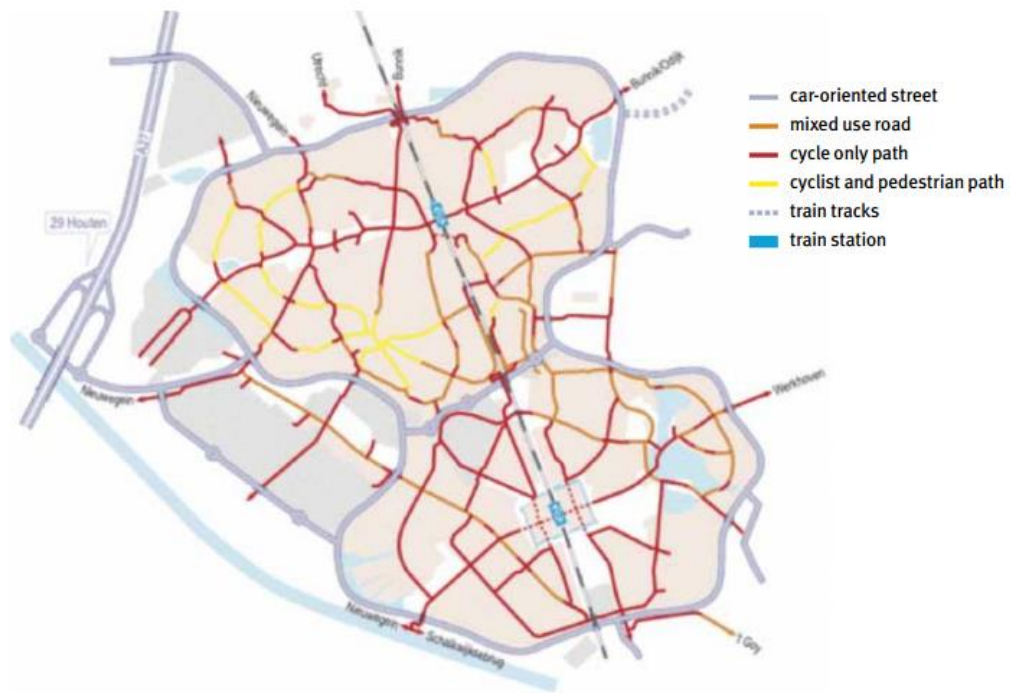 Utrecht
Bunnik
Bunnik/Odijk
Nieuwegein
A27
29 Houten
Nieuwegein
Werkhoven
Nieuwegein
Schalkwijksebrug
't Goy
car-oriented street
mixed use road
cycle only path
cyclist and pedestrian path
train tracks
train station